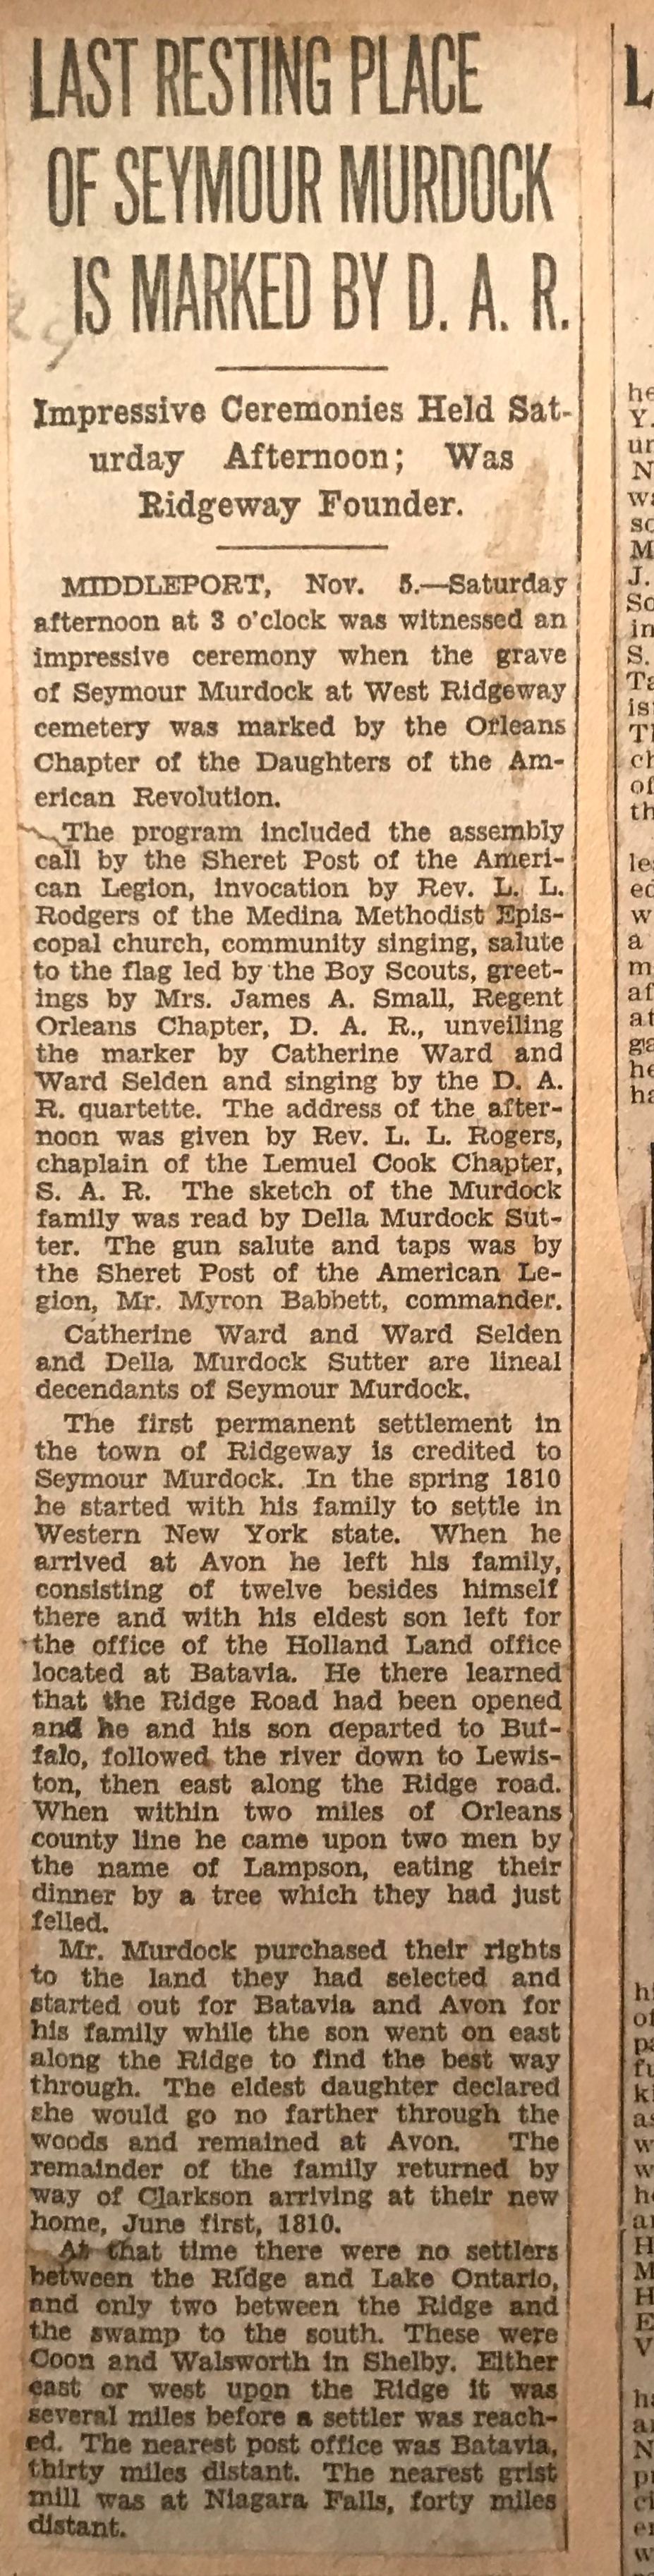 LAST RESTING PLACE
OF SEYMOUR MURDOCK
IS MARKED BY D. A. R.
Impressive Ceremonies Held Sat-
urday Afternoon; Was
Ridgeway Founder.
MIDDLEPORT, Nov. 5.—Saturday
afternoon at 3 o'clock was witnessed an
impressive ceremony when the grave
of Seymour Murdock at West Ridgeway
cemetery was marked by the Orleans
Chapter of the Daughters of the Am-
erican Revolution.
The program included the assembly
call by the Sheret Post of the Ameri-
can Legion, invocation by Rev. L. L.
Rodgers of the Medina Methodist Epis-
copal church, community singing, salute
to the flag led by the Boy Scouts, greet-
ings by Mrs. James A. Small, Regent
Orleans Chapter, D. A. R., unveiling
the marker by Catherine Ward and
Ward Selden and singing by the D. A.
R. quartette. The address of the after-
noon was given by Rev. L. L. Rogers,
chaplain of the Lemuel Cook Chapter,
S. A. R. The sketch of the Murdock
family was read by Della Murdock Sut-
ter. The gun salute and taps was by
the Sheret Post of the American Le-
gion, Mr. Myron Babbett, commander.
Catherine Ward and Ward Selden
and Della Murdock Sutter are lineal
decendants of Seymour Murdock.
The first permanent settlement in
the town of Ridgeway is credited to
Seymour Murdock. In the spring 1810
he started with his family to settle in
Western New York state. When he
arrived at Avon he left his family,
consisting of twelve besides himself
there and with his eldest son left for
the office of the Holland Land office
located at Batavia. He there learned
that the Ridge Road had been opened
and he and his son departed to Buf-
falo, followed the river down to Lewis-
ton, then east along the Ridge road.
When within two miles of Orleans
county line he came upon two men by
the name of Lampson, eating their
dinner by a tree which they had just
felled.
Mr. Murdock purchased their rights
to the land they had selected and
started out for Batavia and Avon for
his family while the son went on east
along the Ridge to find the best way
through. The eldest daughter declared
she would go no farther through the
woods and remained at Avon. The
remainder of the family returned by
way of Clarkson arriving at their new
home, June first, 1810.
At that time there were no settlers
between the Ridge and Lake Ontario,
and only two between the Ridge and
the swamp to the south. These were
Coon and Walsworth in Shelby. Either
east or west upon the Ridge it was
several miles before a settler was reach-
ed. The nearest post office was Batavia,
thirty miles distant. The nearest grist
mill was at Niagara Falls, forty miles
distant.